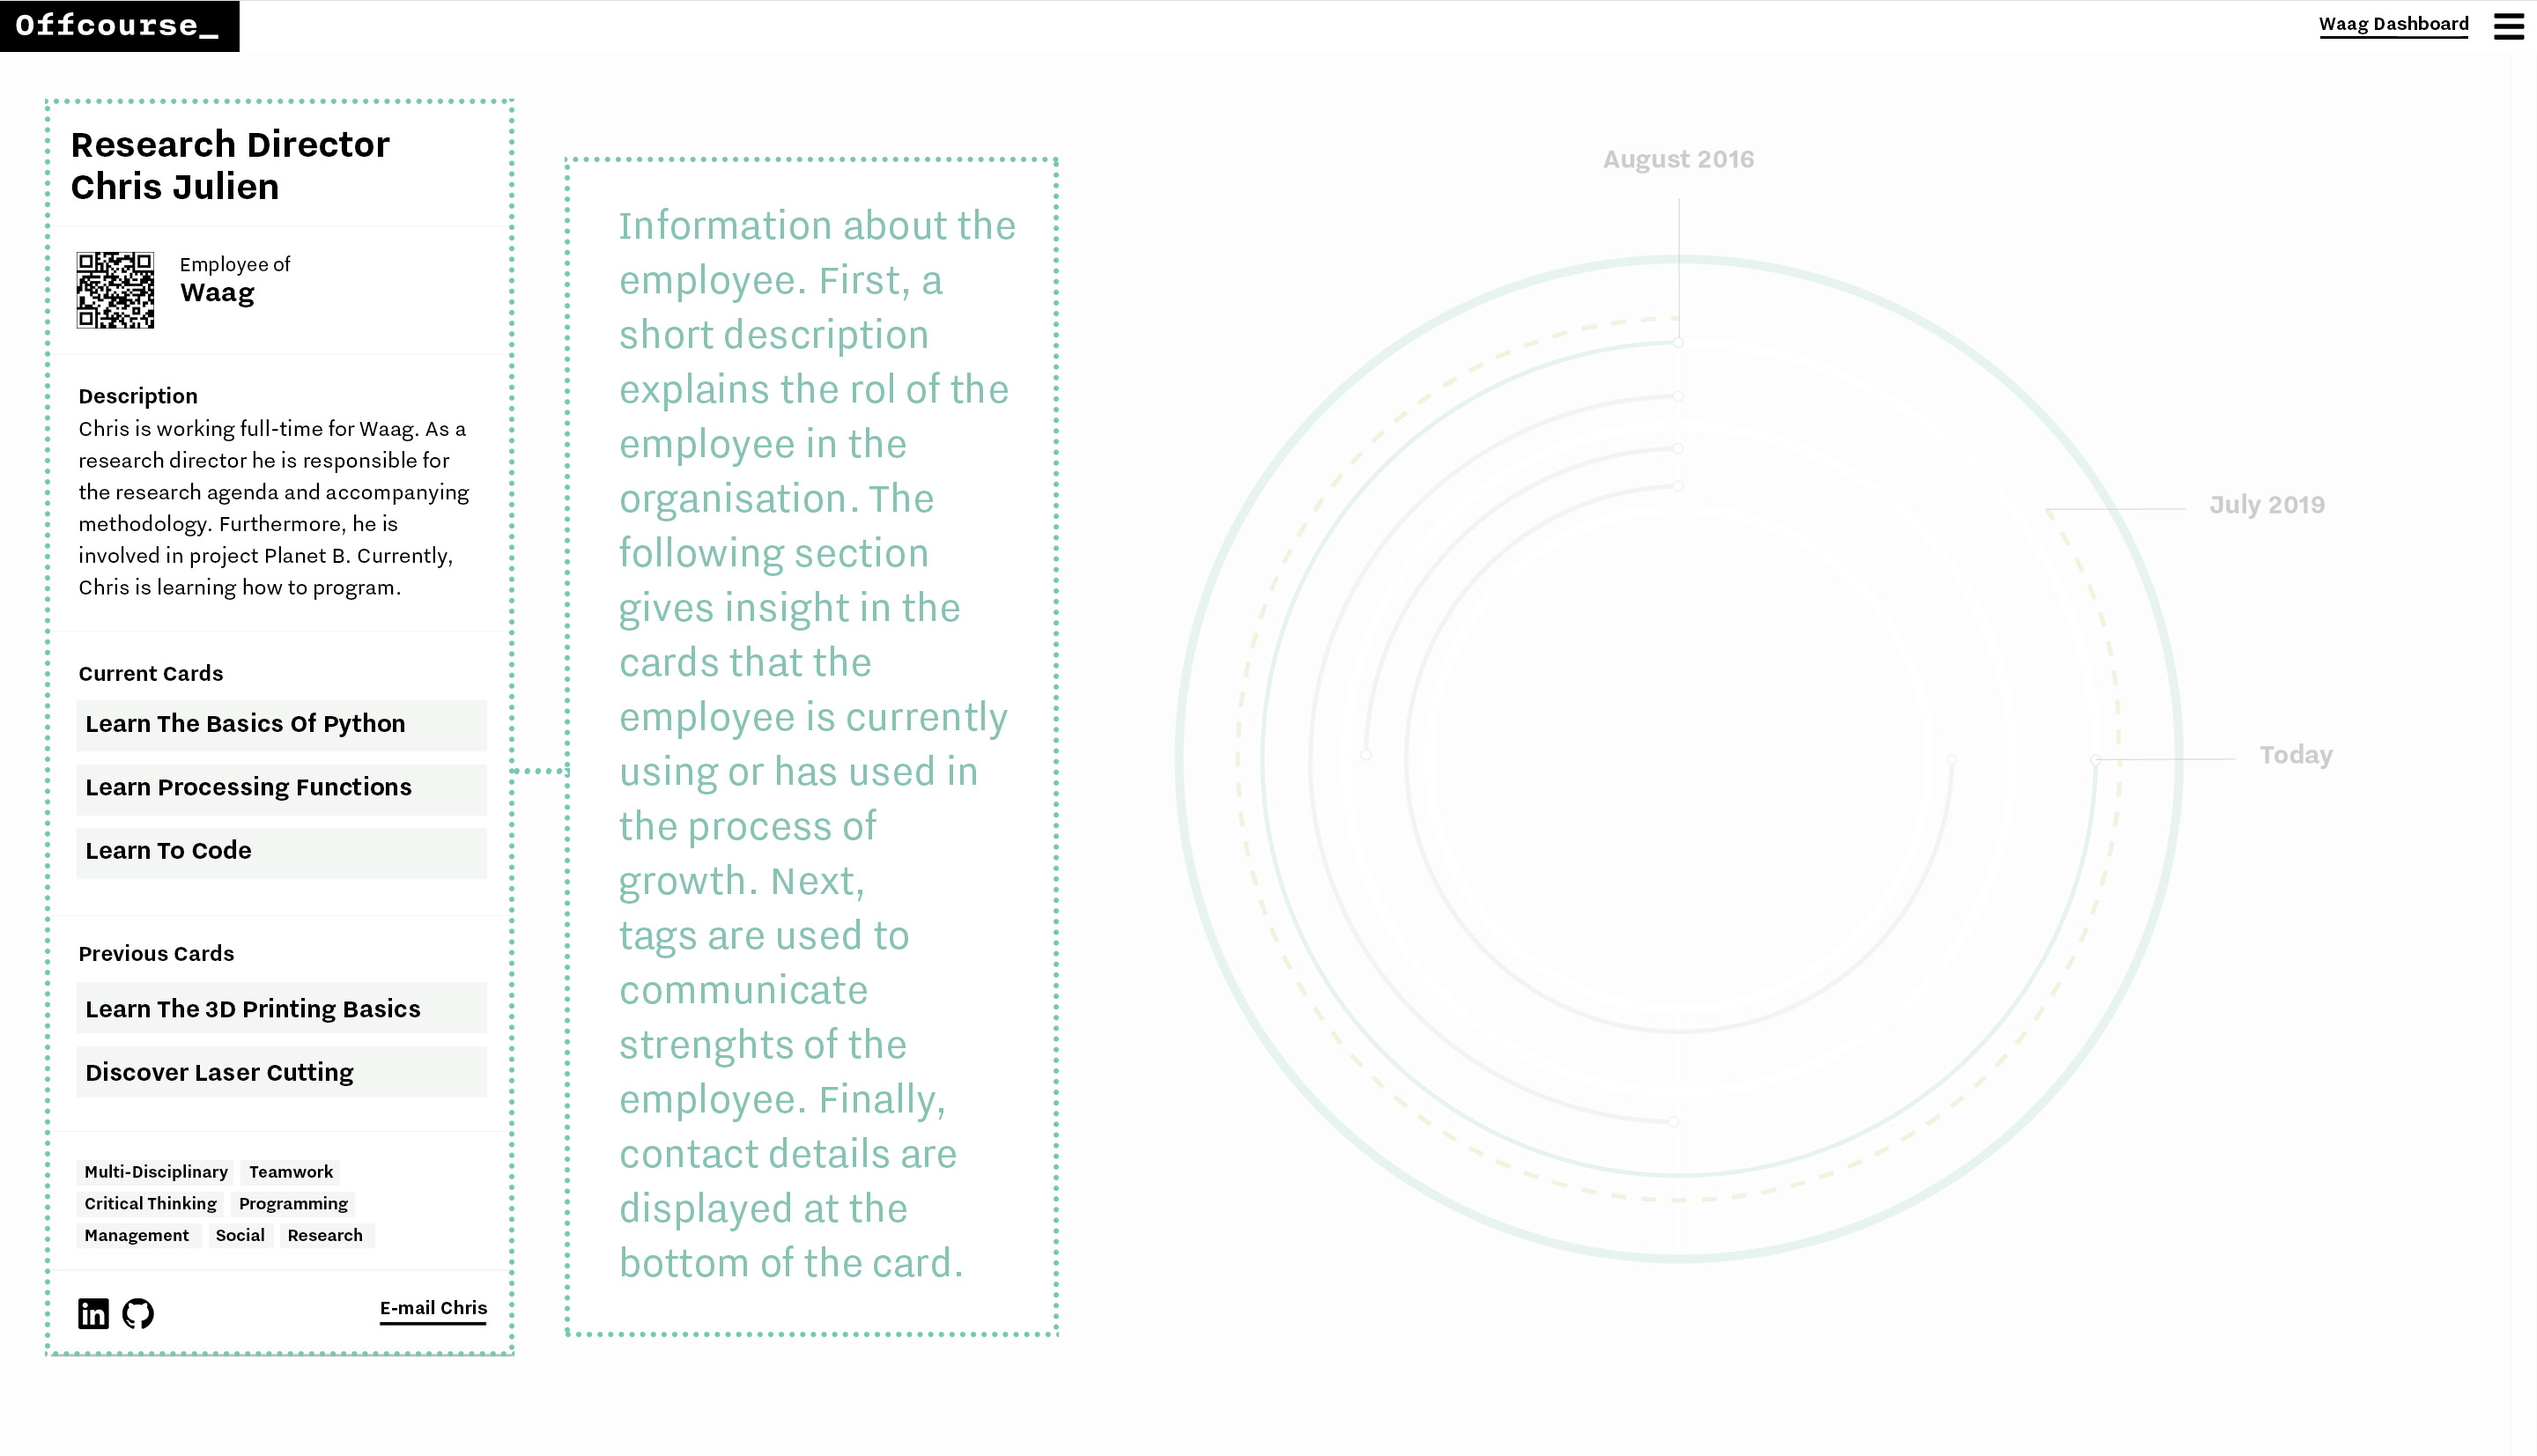 Offcourse_
Waag Dashboard
Research Director
Chris Julien
Employee of
Waag
Description
Chris is working full-time for Waag. As a
research director he is responsible for
the research agenda and accompanying
methodology. Furthermore, he is
involved in project Planet B. Currently,
Chris is learning how to program.
Current Cards
Learn The Basics Of Python
Learn Processing Functions
Learn To Code
Previous Cards
Learn The 3D Printing Basics
Discover Laser Cutting
Multi-Disciplinary Teamwork
Critical Thinking Programming
Management Social Research
in
E-mail Chris
Information about the
employee. First, a
short description
explains the rol of the
employee in the
organisation. The
following section
gives insight in the
cards that the
employee is currently
using or has used in
the process of
growth. Next,
tags are used to
communicate
strenghts of the
employee. Finally,
contact details are
displayed at the
bottom of the card.
August 2016
July 2019
Today